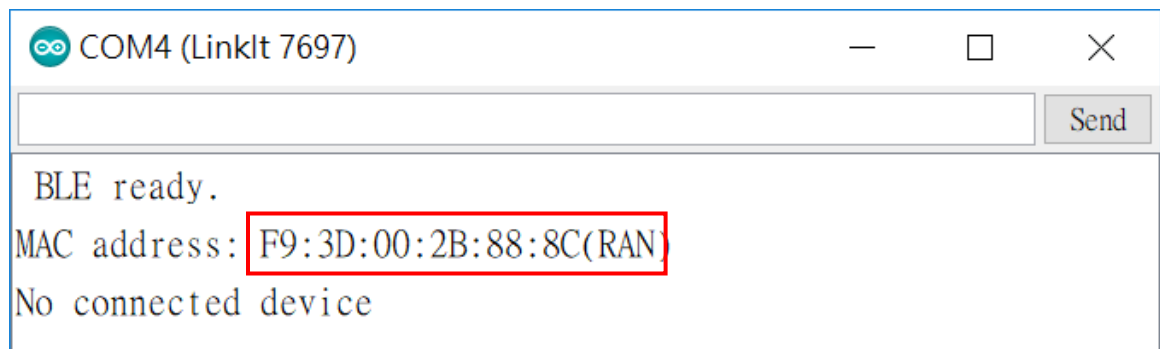 COM4 (LinkIt 7697)
Send
BLE ready.
MAC address: F9:3D:00:2B:88:8C(RAN)
No connected device